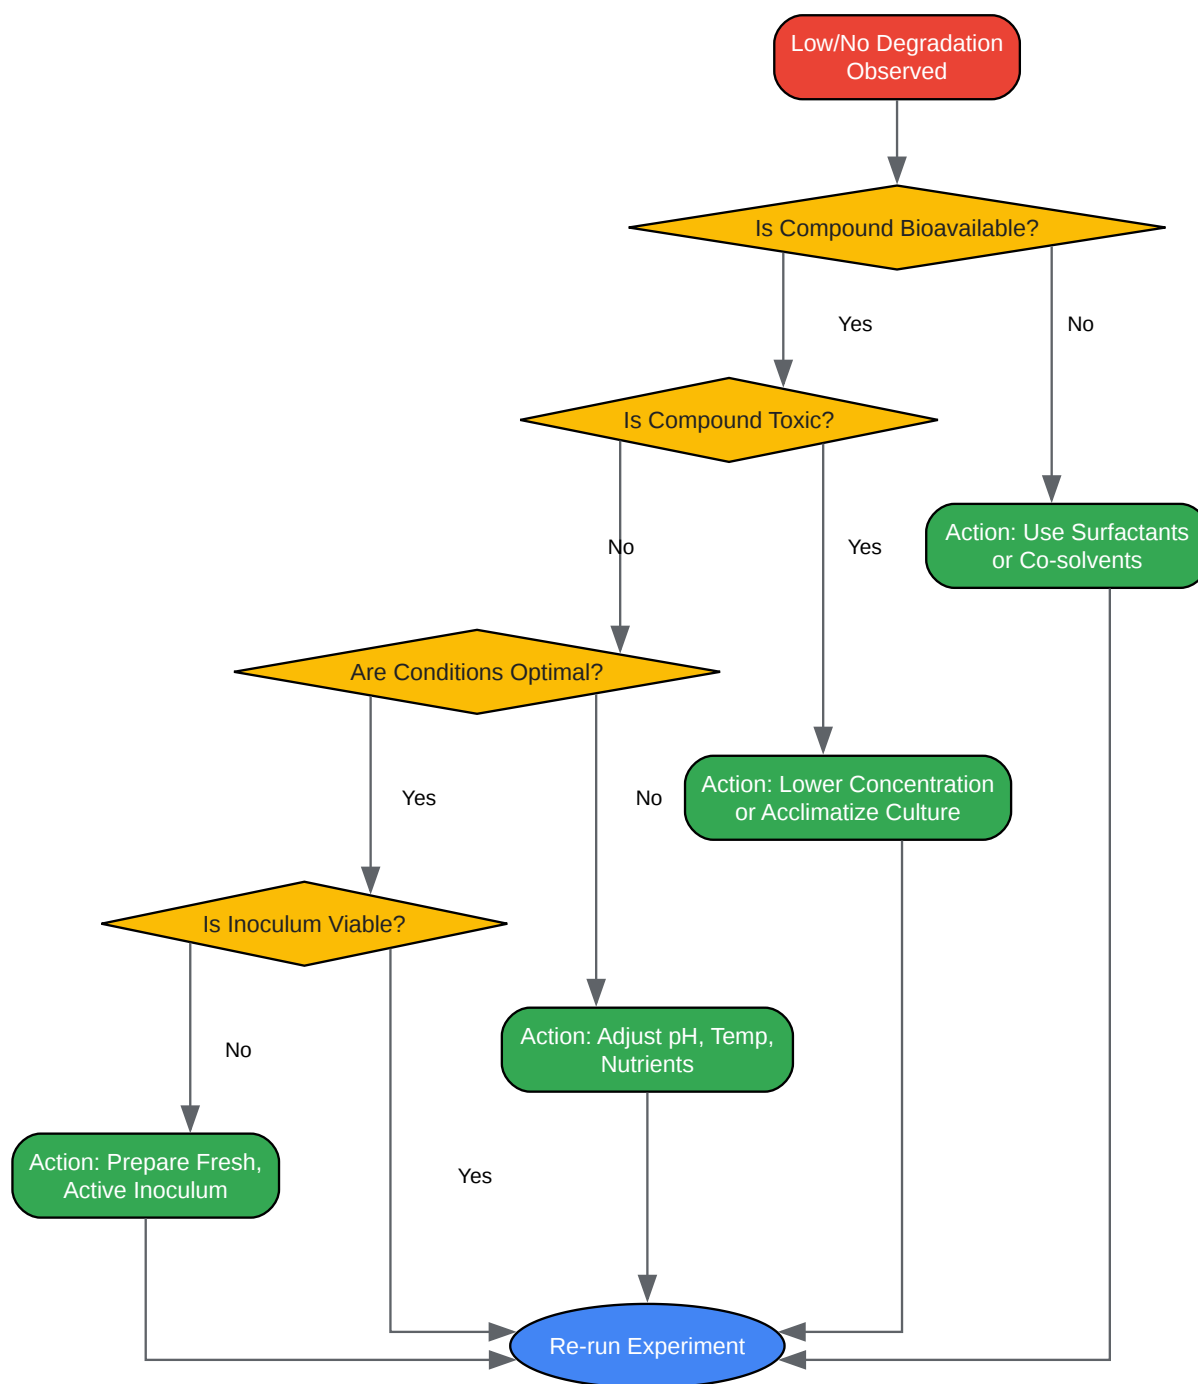 Low/No Degradation
Observed
Is Compound Bioavailable?
Yes
No
Is Compound Toxic?
No
Yes
Action: Use Surfactants
or Co-solvents
Are Conditions Optimal?
Yes
No
Action: Lower Concentration
or Acclimatize Culture
Is Inoculum Viable?
No
Yes
Action: Adjust pH, Temp,
Nutrients
Action: Prepare Fresh,
Active Inoculum
Re-run Experiment